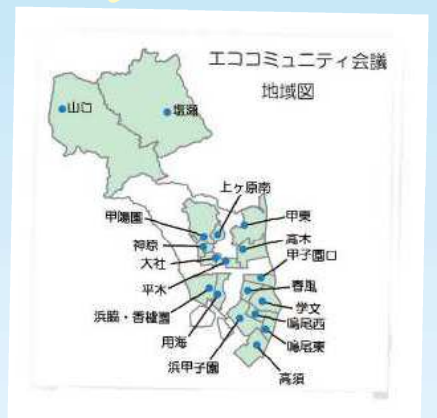 エココミュニティ会議
地域図
山口
塩瀬
上ヶ原南
甲陽園
甲東
神原
高木
大社
甲子園口
平木
春風
学文
浜脇・香櫨園
鳴尾西
用海
鳴尾東
浜甲子園
高須